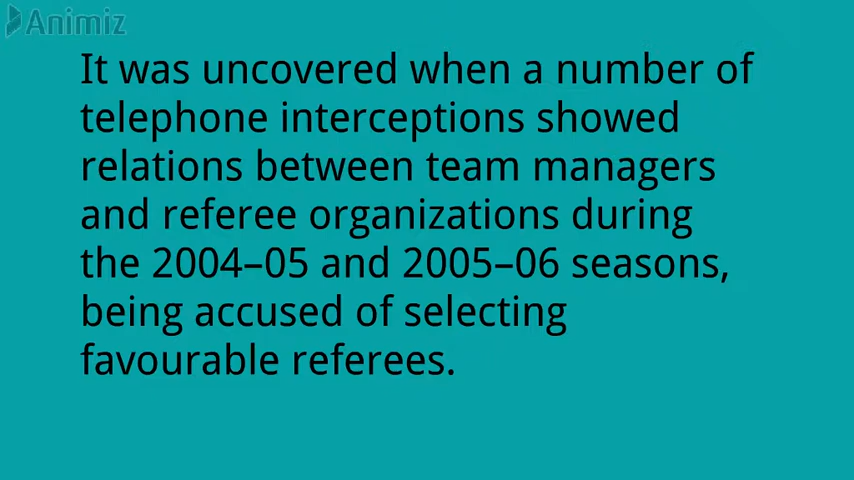 Animiz
It was uncovered when a number of
telephone interceptions showed
relations between team managers
and referee organizations during
the 2004–05 and 2005–06 seasons,
being accused of selecting
favourable referees.